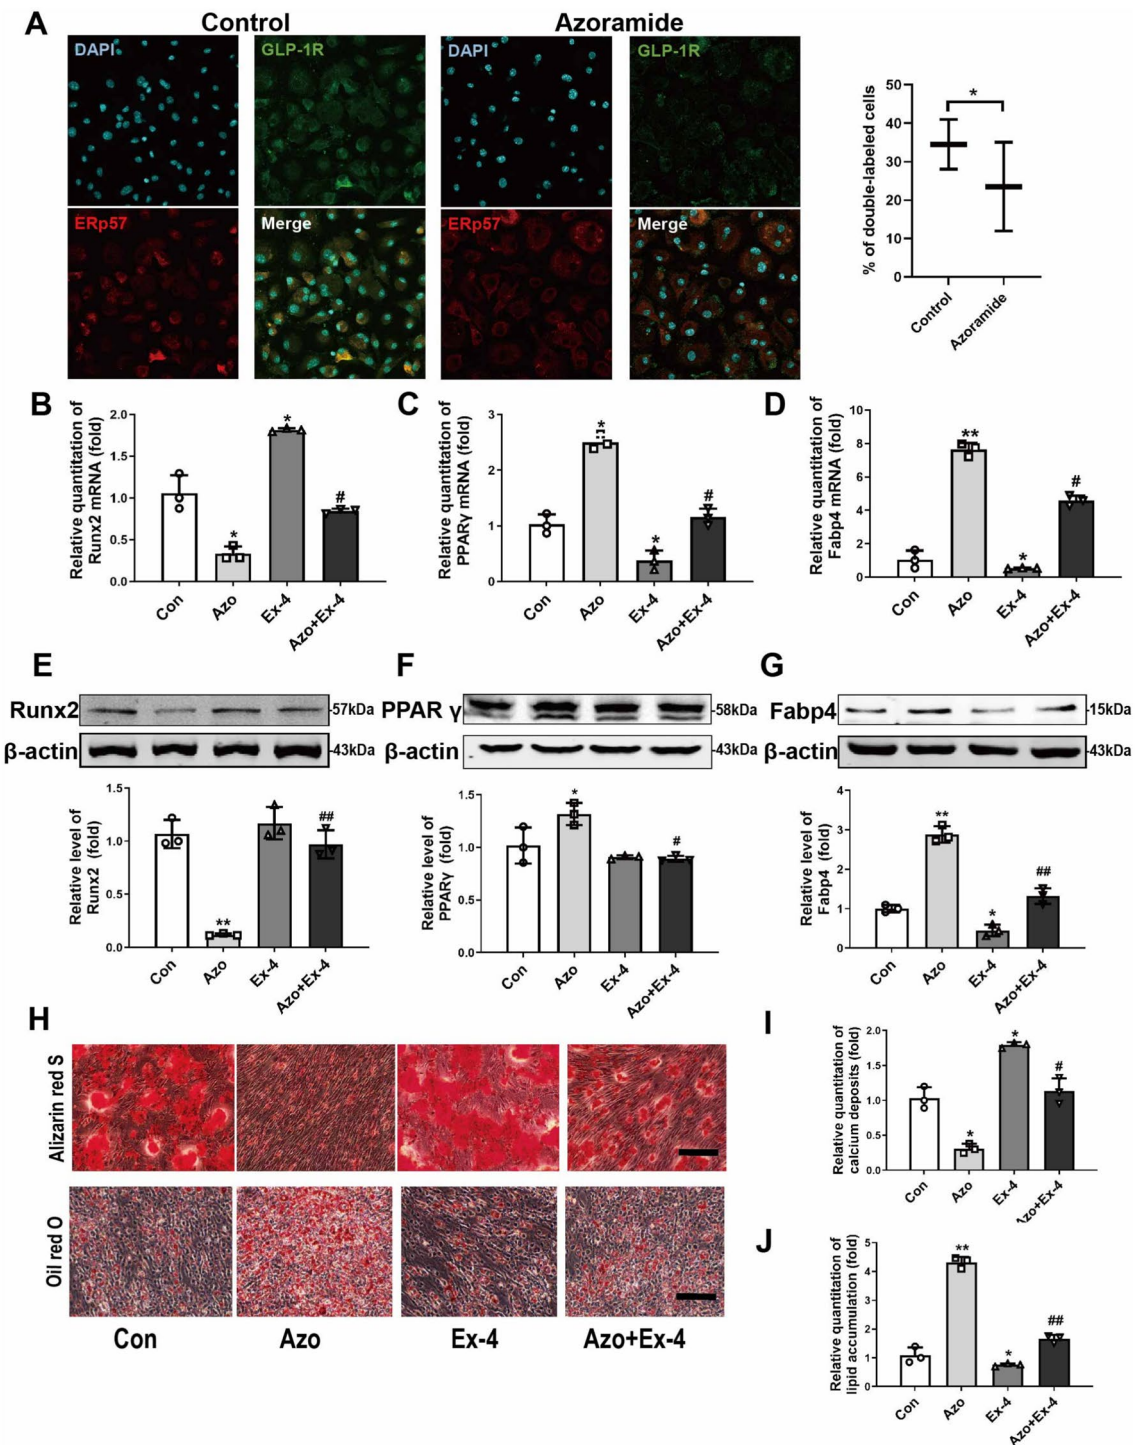 A
Control
Azoramide
DAPI
GLP-1R
DAPI
GLP-1R
ERp57
Merge
ERp57
Merge
% of double-labeled cells
50
40
30
20
10
0
*
Control
Azoramide
B
Relative quantitation of
Runx2 mRNA (fold)
2.0
1.5
1.0
0.5
0.0
*
*
#
Con
Azo
Ex-4
Azo+Ex-4
C
Relative quantitation of
PPARγ mRNA (fold)
3
2
1
0
*
*
#
Con
Azo
Ex-4
Azo+Ex-4
D
Relative quantitation of
Fabp4 mRNA (fold)
10
8
6
4
2
0
**
*
#
Con
Azo
Ex-4
Azo+Ex-4
E
Runx2
-57kDa
β-actin
-43kDa
Relative level of
Runx2 (fold)
1.5
1.0
0.5
0.0
**
##
Con
Azo
Ex-4
Azo+Ex-4
F
PPAR γ
-58kDa
β-actin
-43kDa
Relative level of
PPARγ (fold)
1.5
1.0
0.5
0.0
*
#
Con
Azo
Ex-4
Azo+Ex-4
G
Fabp4
-15kDa
β-actin
-43kDa
Relative level of
Fabp4 (fold)
4
3
2
1
0
**
*
##
Con
Azo
Ex-4
Azo+Ex-4
H
Alizarin red S
Oil red O
Con
Azo
Ex-4
Azo+Ex-4
I
Relative quantitation of
calcium deposits (fold)
2.0
1.5
1.0
0.5
0.0
*
*
#
Con
Azo
Ex-4
Azo+Ex-4
J
Relative quantitation of
lipid accumulation (fold)
5
4
3
2
1
0
**
*
##
Con
Azo
Ex-4
Azo+Ex-4